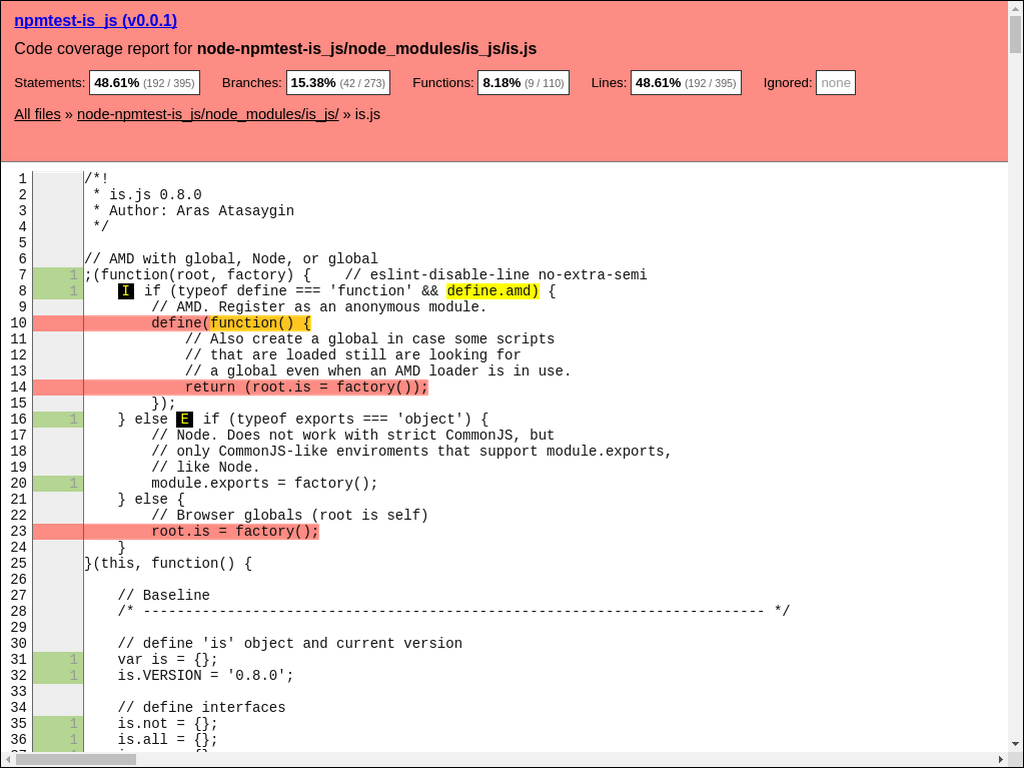 npmtest-is_js (v0.0.1)
Code coverage report for node-npmtest-is_js/node_modules/is_js/is.js
Statements: 48.61% (192 / 395) Branches: 15.38% (42 / 273) Functions: 8.18% (9 / 110) Lines: 48.61% (192 / 395) Ignored: none
All files » node-npmtest-is_js/node_modules/is_js/ » is.js
1 /*!
2 * is.js 0.8.0
3 * Author: Aras Atasaygin
4 */
5
6 // AMD with global, Node, or global
7 1 ;(function(root, factory) {    // eslint-disable-line no-extra-semi
8 1 I if (typeof define === 'function' && define.amd) {
9 // AMD. Register as an anonymous module.
10 define(function() {
11 // Also create a global in case some scripts
12 // that are loaded still are looking for
13 // a global even when an AMD loader is in use.
14 return (root.is = factory());
15 });
16 1 } else E if (typeof exports === 'object') {
17 // Node. Does not work with strict CommonJS, but
18 // only CommonJS-like enviroments that support module.exports,
19 // like Node.
20 1 module.exports = factory();
21 } else {
22 // Browser globals (root is self)
23 root.is = factory();
24 }
25 }(this, function() {
26
27 // Baseline
28 /* -------------------------------------------------------------------------- */
29
30 // define 'is' object and current version
31 1 var is = {};
32 1 is.VERSION = '0.8.0';
33
34 // define interfaces
35 1 is.not = {};
36 1 is.all = {};